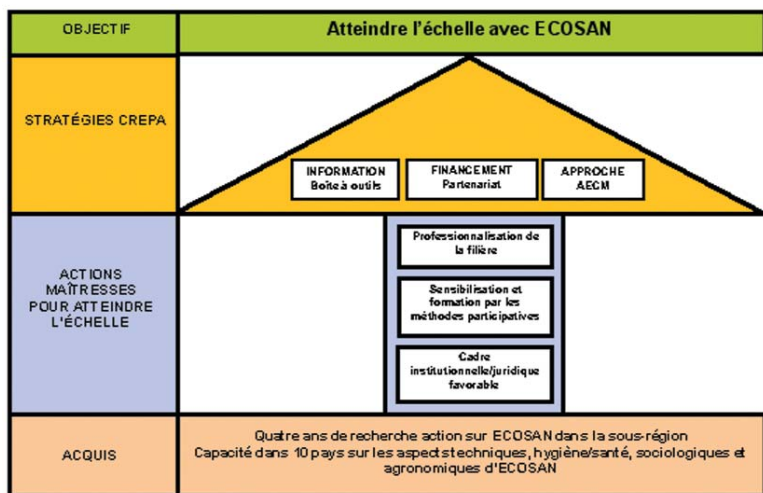 OBJECTIF
Atteindre l'échelle avec ECOSAN
STRATÉGIES CREPA
INFORMATION
Boîte à outils
FINANCEMENT
Partenariat
APPROCHE
AECM
ACTIONS
MAÎTRESSES
POUR ATTEINDRE
L'ÉCHELLE
Professionnalisation de
la filière
Sensibilisation et
formation par les
méthodes participatives
Cadre
institutionnelle/juridique
favorable
ACQUIS
Quatre ans de recherche action sur ECOSAN dans la sous-région
Capacité dans 10 pays sur les aspects techniques, hygiène/santé, sociologiques et
agronomiques d'ECOSAN